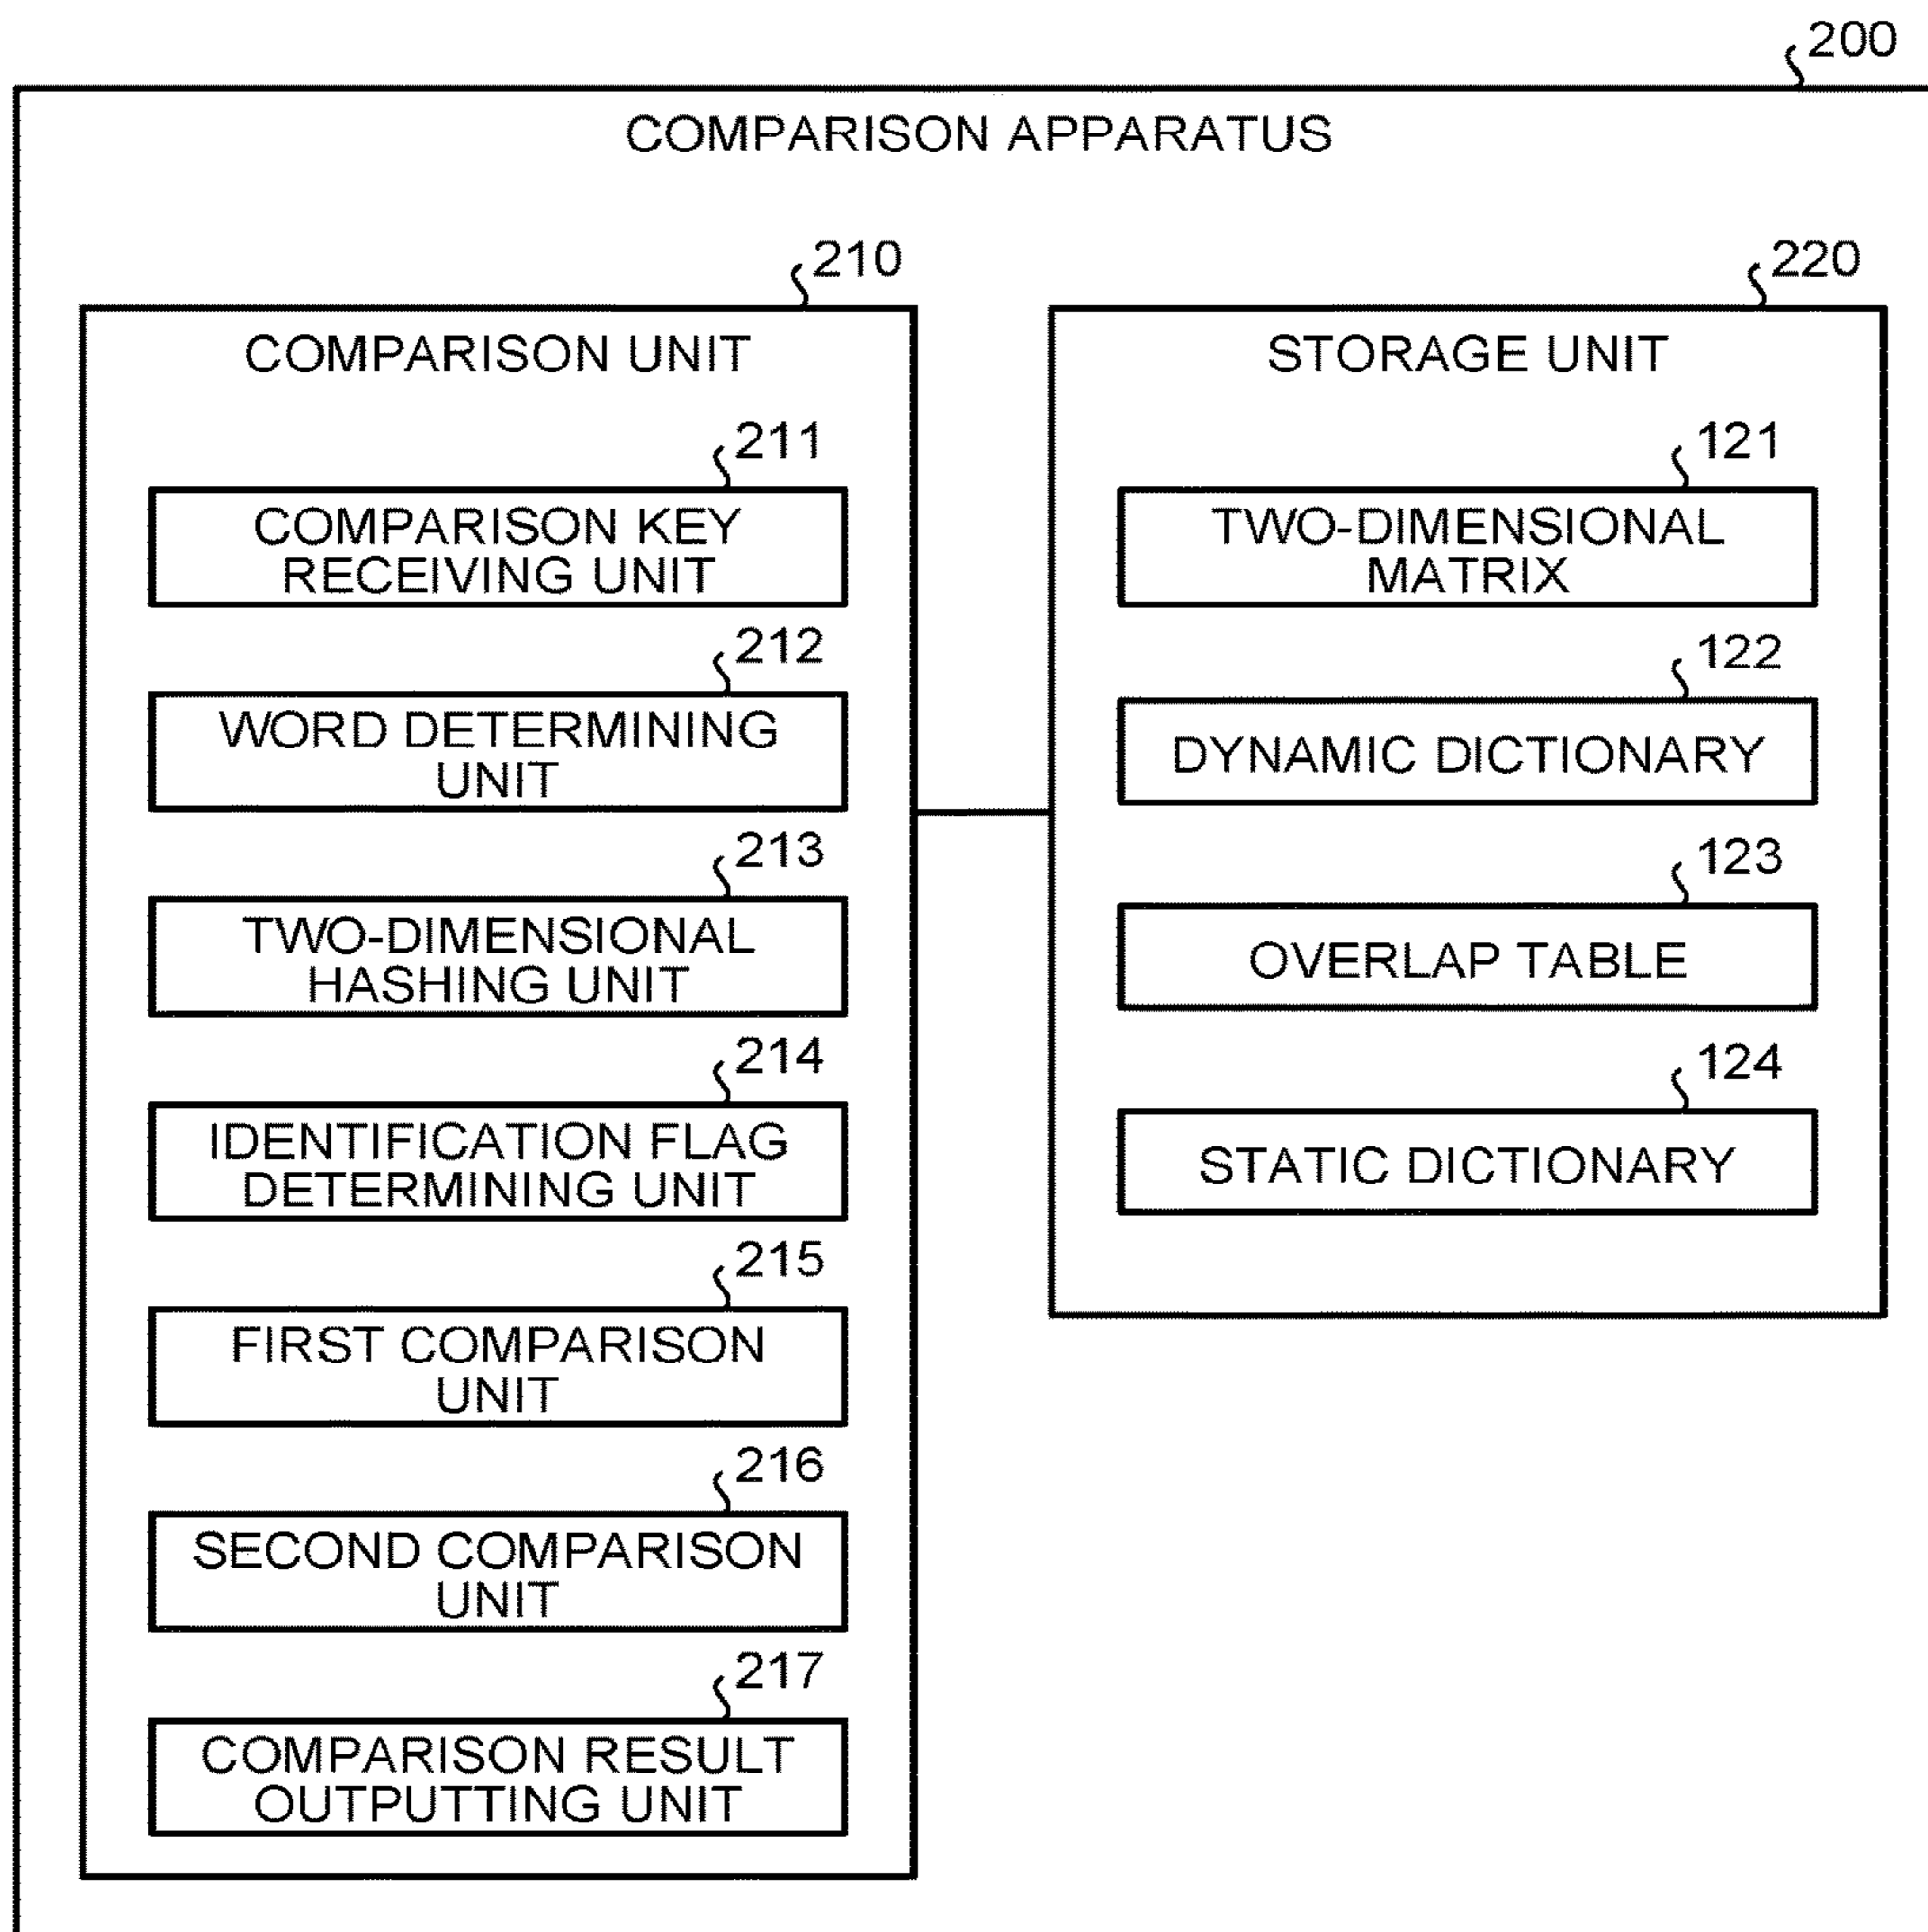 200
COMPARISON APPARATUS
210
COMPARISON UNIT
211
COMPARISON KEY
RECEIVING UNIT
212
WORD DETERMINING
UNIT
213
TWO-DIMENSIONAL
HASHING UNIT
214
IDENTIFICATION FLAG
DETERMINING UNIT
215
FIRST COMPARISON
UNIT
216
SECOND COMPARISON
UNIT
217
COMPARISON RESULT
OUTPUTTING UNIT
220
STORAGE UNIT
121
TWO-DIMENSIONAL
MATRIX
122
DYNAMIC DICTIONARY
123
OVERLAP TABLE
124
STATIC DICTIONARY